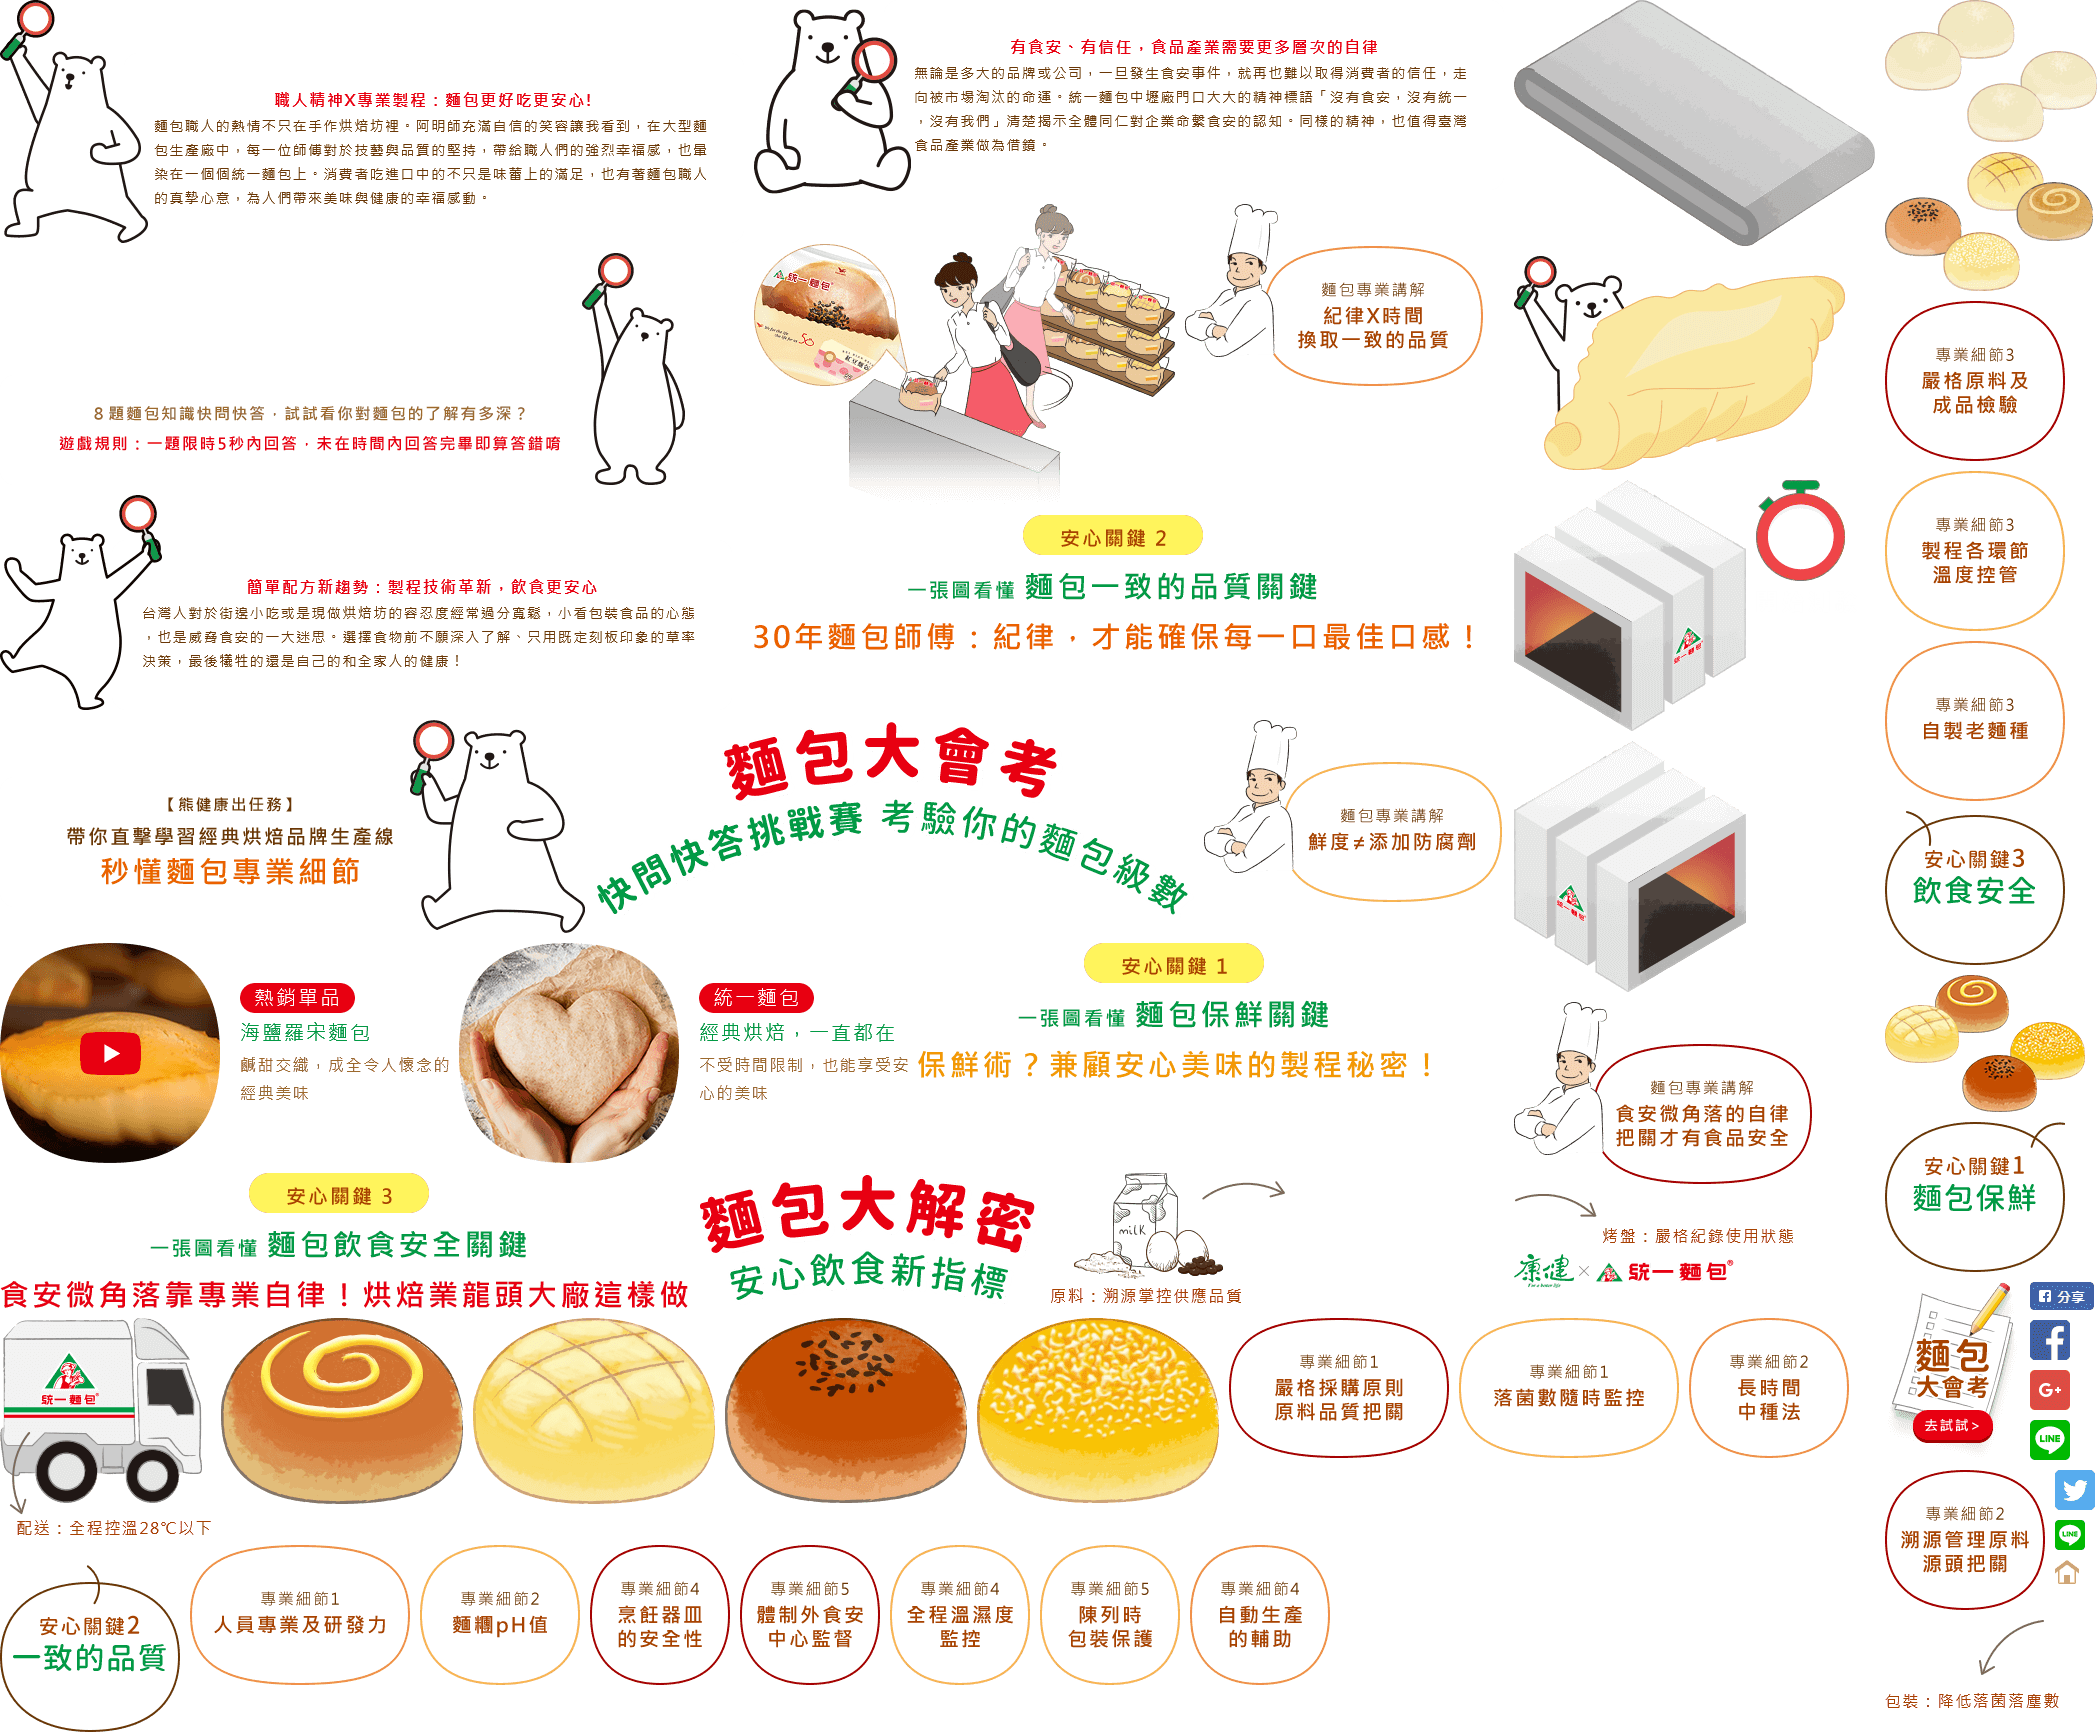 職人精神X專業製程：麵包更好吃更安心!
麵包職人的熱情不只在手作烘焙坊裡。阿明師充滿自信的笑容讓我看到，在大型麵
包生產廠中，每一位師傅對於技藝與品質的堅持，帶給職人們的強烈幸福感，也暈
染在一個個統一麵包上。消費者吃進口中的不只是味蕾上的滿足，也有著麵包職人
的真摯心意，為人們帶來美味與健康的幸福感動。
有食安、有信任，食品產業需要更多層次的自律
無論是多大的品牌或公司，一旦發生食安事件，就再也難以取得消費者的信任，走
向被市場淘汰的命運。統一麵包中壢廠門口大大的精神標語「沒有食安，沒有統一
，沒有我們」清楚揭示全體同仁對企業命繫食安的認知。同樣的精神，也值得臺灣
食品產業做為借鏡。
統一麵包
麵包專業講解
紀律X時間
換取一致的品質
8題麵包知識快問快答，試試看你對麵包的了解有多深？
遊戲規則：一題限時5秒內回答，未在時間內回答完畢即算答錯唷
專業細節3
嚴格原料及
成品檢驗
專業細節3
製程各環節
溫度控管
專業細節3
自製老麵種
安心關鍵 2
一張圖看懂 麵包一致的品質關鍵
30年麵包師傅：紀律，才能確保每一口最佳口感！
簡單配方新趨勢：製程技術革新，飲食更安心
台灣人對於街邊小吃或是現做烘焙坊的容忍度經常過分寬鬆，小看包裝食品的心態
，也是威脅食安的一大迷思。選擇食物前不願深入了解、只用既定刻板印象的草率
決策，最後犧牲的還是自己的和全家人的健康！
統一麵包
【熊健康出任務】
帶你直擊學習經典烘焙品牌生產線
秒懂麵包專業細節
麵包大會考
快問快答挑戰賽 考驗你的麵包級數
麵包專業講解
鮮度≠添加防腐劑
統一麵包
安心關鍵3
飲食安全
熱銷單品
海鹽羅宋麵包
鹹甜交織，成全令人懷念的
經典美味
統一麵包
經典烘焙，一直都在
不受時間限制，也能享受安
心的美味
安心關鍵 1
一張圖看懂 麵包保鮮關鍵
保鮮術？兼顧安心美味的製程秘密！
麵包專業講解
食安微角落的自律
把關才有食品安全
安心關鍵1
麵包保鮮
安心關鍵 3
一張圖看懂 麵包飲食安全關鍵
食安微角落靠專業自律！烘焙業龍頭大廠這樣做
麵包大解密
安心飲食新指標
milk
原料：溯源掌控供應品質
烤盤：嚴格紀錄使用狀態
康健×統一麵包®
For a better life
麵包
大會考
去試試>
分享
G+
LINE
LINE
統一麵包®
配送：全程控溫28℃以下
專業細節1
嚴格採購原則
原料品質把關
專業細節1
落菌數隨時監控
專業細節2
長時間
中種法
專業細節2
溯源管理原料
源頭把關
安心關鍵2
一致的品質
專業細節1
人員專業及研發力
專業細節2
麵糰pH值
專業細節4
烹飪器皿
的安全性
專業細節5
體制外食安
中心監督
專業細節4
全程溫濕度
監控
專業細節5
陳列時
包裝保護
專業細節4
自動生產
的輔助
包裝：降低落菌落塵數